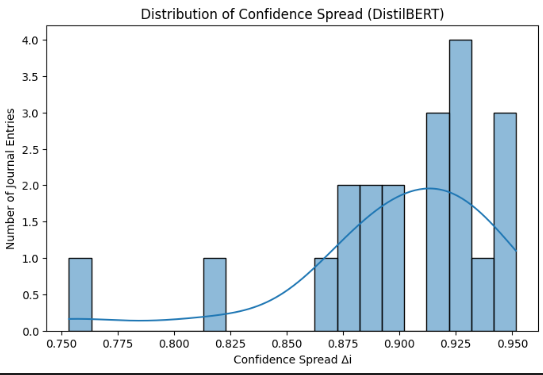 Distribution of Confidence Spread (DistilBERT)
Number of Journal Entries
4.0
3.5
3.0
2.5
2.0
1.5
1.0
0.5
0.0
0.750 0.775 0.800 0.825 0.850 0.875 0.900 0.925 0.950
Confidence Spread Δi